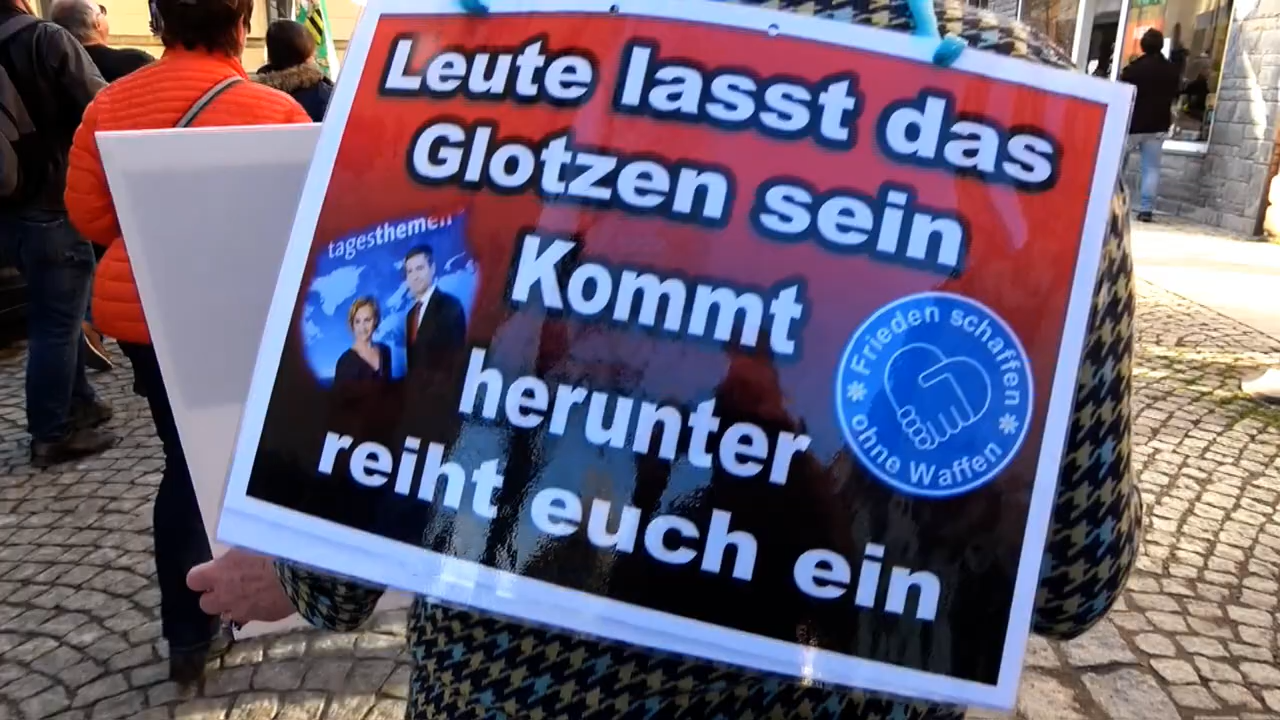 Leute lasst das
Glotzen sein
tagesthemen
Kommt
herunter
reiht euch ein
Frieden schaffen
ohne Waffen